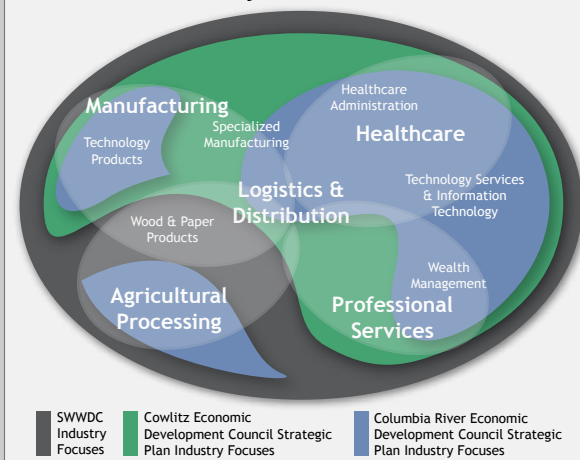 Healthcare
Administration
Manufacturing
Specialized
Manufacturing
Healthcare
Technology
Products
Technology Services
& Information
Technology
Logistics &
Distribution
Wood & Paper
Products
Wealth
Management
Agricultural
Processing
Professional
Services
SWWDC
Industry
Focuses
Cowlitz Economic
Development Council Strategic
Plan Industry Focuses
Columbia River Economic
Development Council Strategic
Plan Industry Focuses